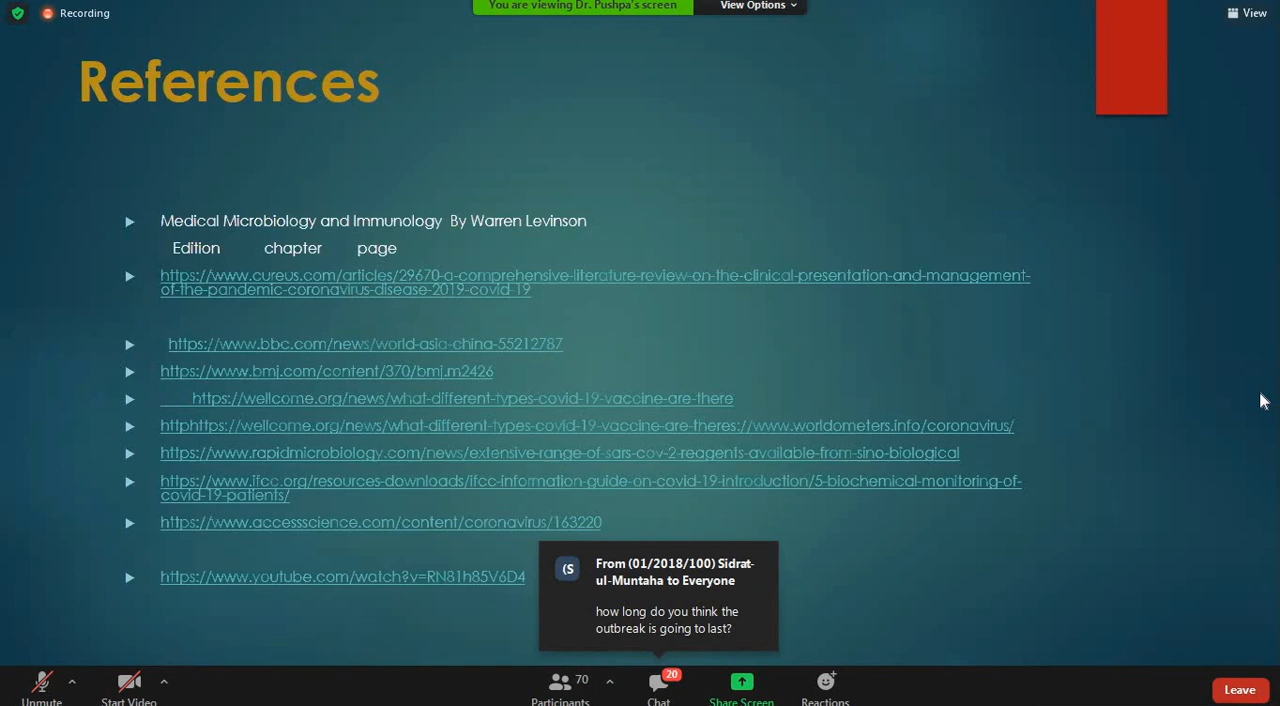 Recording
You are viewing Dr. Pushpa's screen
View Options
View
References
Medical Microbiology and Immunology By Warren Levinson
Edition chapter page
https://www.cureus.com/articles/29670-a-comprehensive-literature-review-on-the-clinical-presentation-and-management-
of-the-pandemic-coronavirus-disease-2019-covid-19
https://www.bbc.com/news/world-asia-china-55212787
https://www.bmj.com/content/370/bmj.m2426
https://wellcome.org/news/what-different-types-covid-19-vaccine-are-there
httphttps://wellcome.org/news/what-different-types-covid-19-vaccine-are-theres://www.worldometers.info/coronavirus/
https://www.rapidmicrobiology.com/news/extensive-range-of-sars-cov-2-reagents-available-from-sino-biological
https://www.ifcc.org/resources-downloads/ifcc-information-guide-on-covid-19-introduction/5-biochemical-monitoring-of-
covid-19-patients/
https://www.accessscience.com/content/coronavirus/163220
https://www.youtube.com/watch?v=RN81h85V6D4
(S
From (01/2018/100) Sidrat-
ul-Muntaha to Everyone
how long do you think the
outbreak is going to last?
70
20
Unmute
Start Video
Participants
Chat
Share Screen
Reactions
Leave